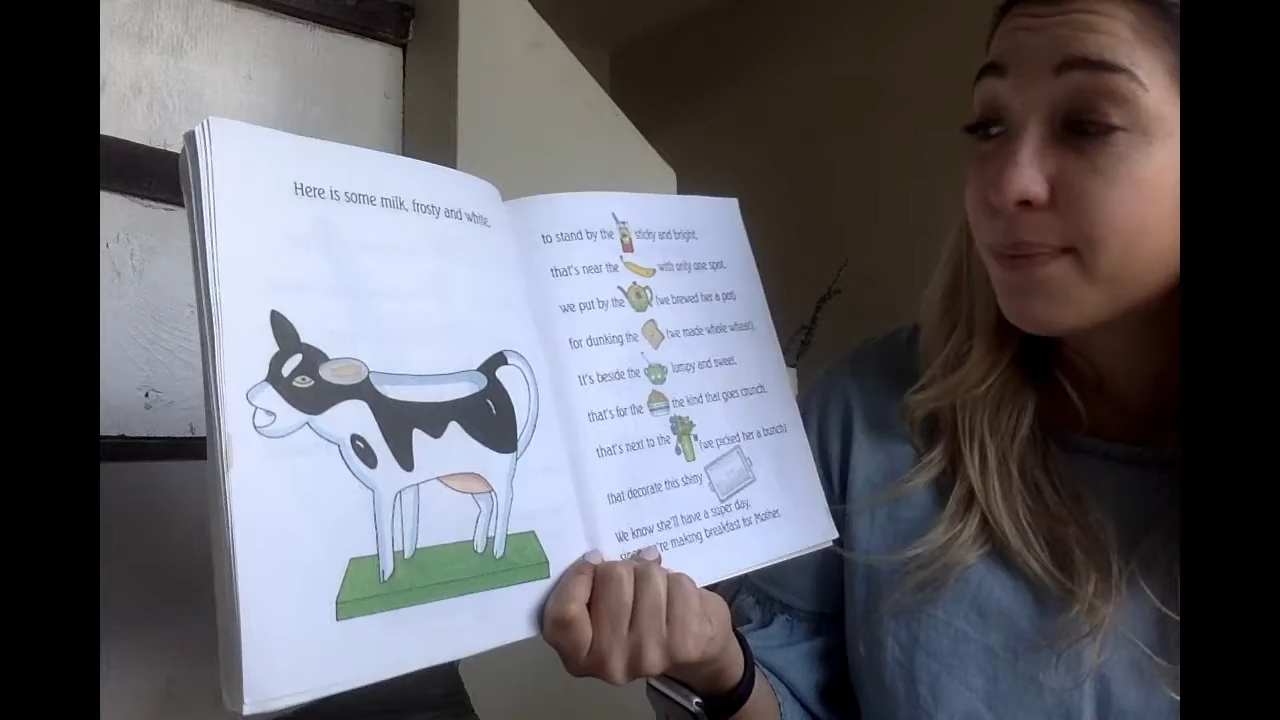 Here is some milk, frosty and white,
to stand by the sticky and bright,
that's near the with only one spot,
we put by the (we brewed her a pot)
for dunking the (we made whole wheat).
It's beside the lumpy and sweet,
that's for the the kind that goes crunch,
that's next to the (we picked her a bunch)
that decorate this shiny
We know she'll have a super day,
since we're making breakfast for Mother.